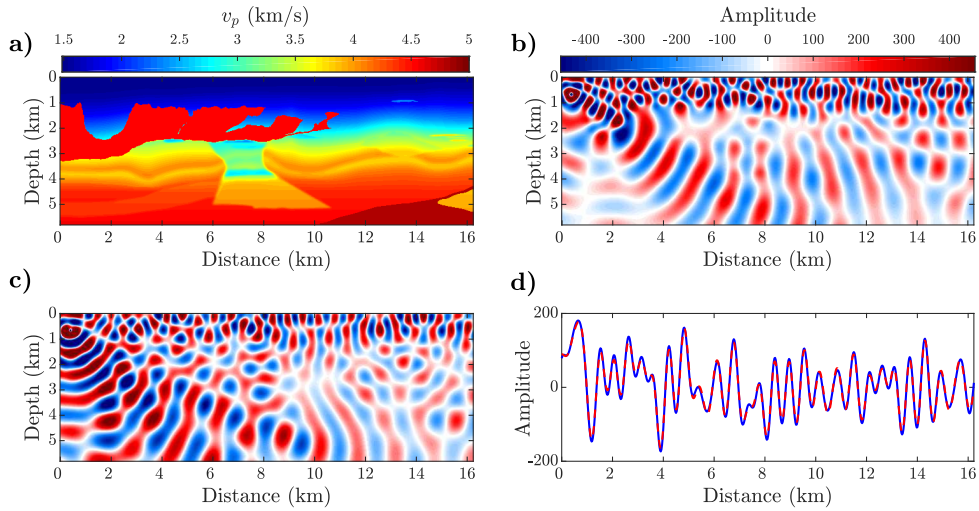 v_p (km/s)
a)
1.5 2 2.5 3 3.5 4 4.5 5
0
1
2
3
4
5
Depth (km)
0 2 4 6 8 10 12 14 16
Distance (km)
Amplitude
b)
-400 -300 -200 -100 0 100 200 300 400
0
1
2
3
4
5
Depth (km)
0 2 4 6 8 10 12 14 16
Distance (km)
c)
0
1
2
3
4
5
Depth (km)
0 2 4 6 8 10 12 14 16
Distance (km)
d)
200
0
-200
Amplitude
0 2 4 6 8 10 12 14 16
Distance (km)